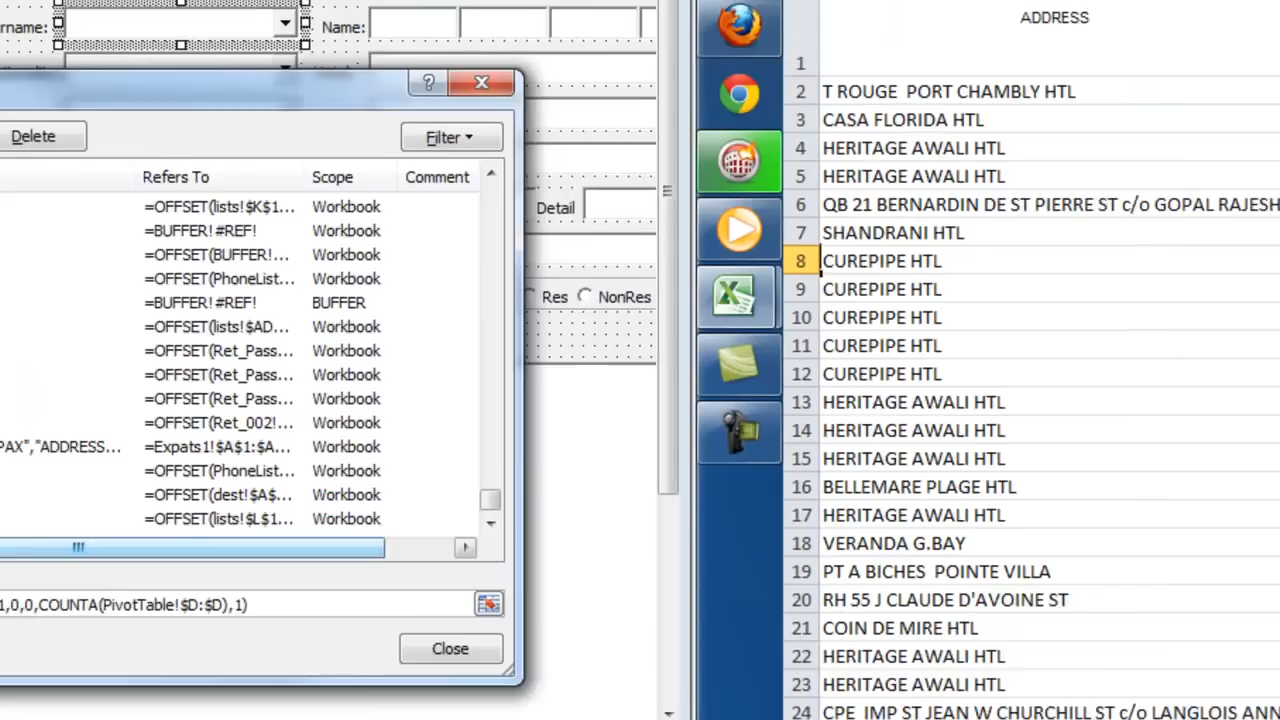 rname:
Name:
Delete
Filter
Refers To Scope Comment
=OFFSET(lists!$K$1... Workbook
=BUFFER!#REF! Workbook
=OFFSET(BUFFER!... Workbook
=OFFSET(PhoneList... Workbook
=BUFFER!#REF! BUFFER
=OFFSET(lists!$AD... Workbook
=OFFSET(Ret_Pass... Workbook
=OFFSET(Ret_Pass... Workbook
=OFFSET(Ret_Pass... Workbook
=OFFSET(Ret_002!... Workbook
PAX","ADDRESS... =Expats1!$A$1:$A... Workbook
=OFFSET(PhoneList... Workbook
=OFFSET(dest!$A$... Workbook
=OFFSET(lists!$L$1... Workbook
1,0,0,COUNTA(PivotTable!$D:$D),1)
Close
Detail
Res NonRes
ADDRESS
1
2 T ROUGE PORT CHAMBLY HTL
3 CASA FLORIDA HTL
4 HERITAGE AWALI HTL
5 HERITAGE AWALI HTL
6 QB 21 BERNARDIN DE ST PIERRE ST c/o GOPAL RAJESH
7 SHANDRANI HTL
8 CUREPIPE HTL
9 CUREPIPE HTL
10 CUREPIPE HTL
11 CUREPIPE HTL
12 CUREPIPE HTL
13 HERITAGE AWALI HTL
14 HERITAGE AWALI HTL
15 HERITAGE AWALI HTL
16 BELLEMARE PLAGE HTL
17 HERITAGE AWALI HTL
18 VERANDA G.BAY
19 PT A BICHES POINTE VILLA
20 RH 55 J CLAUDE D'AVOINE ST
21 COIN DE MIRE HTL
22 HERITAGE AWALI HTL
23 HERITAGE AWALI HTL
24 CPE IMP ST JEAN W CHURCHILL ST c/o LANGLOIS ANN